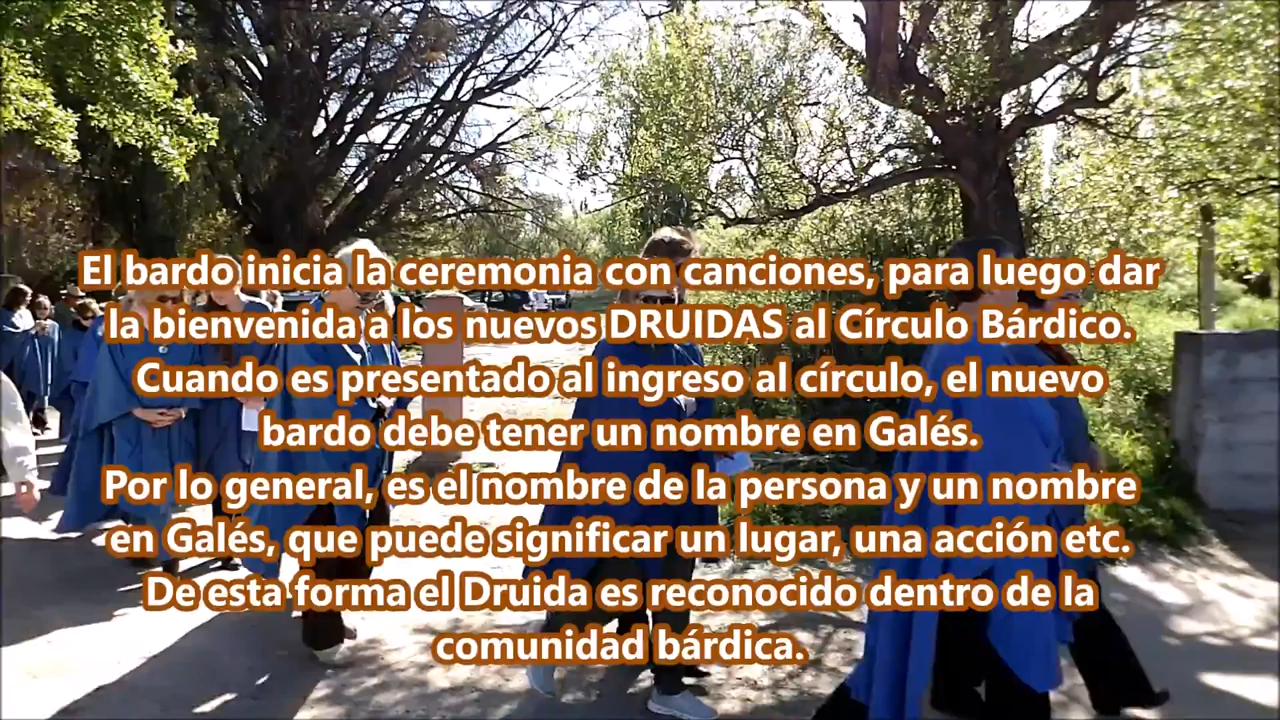 El bardo inicia la ceremonia con canciones, para luego dar
la bienvenida a los nuevos DRUIDAS al Círculo Bárdico.
Cuando es presentado al ingreso al círculo, el nuevo
bardo debe tener un nombre en Galés.
Por lo general, es el nombre de la persona y un nombre
en Galés, que puede significar un lugar, una acción etc.
De esta forma el Druida es reconocido dentro de la
comunidad bárdica.